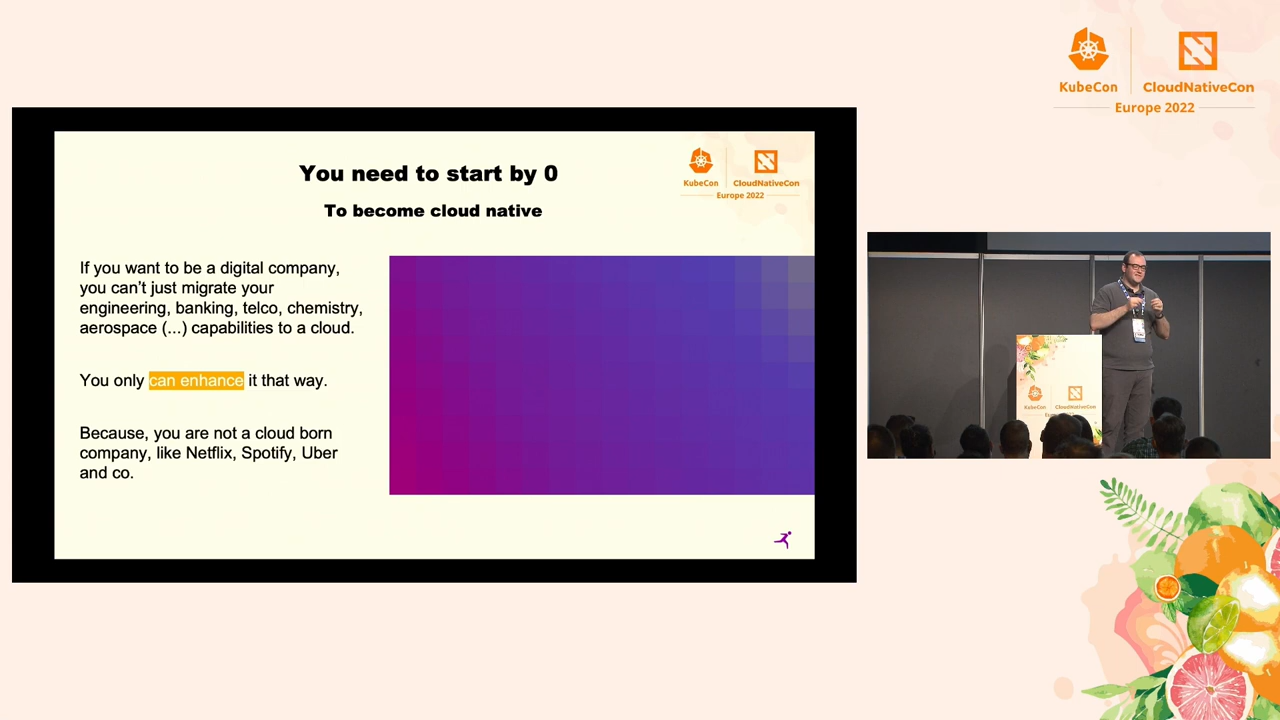 KubeCon
CloudNativeCon
Europe 2022
You need to start by 0
To become cloud native
KubeCon
CloudNativeCon
Europe 2022
If you want to be a digital company,
you can't just migrate your
engineering, banking, telco, chemistry,
aerospace (...) capabilities to a cloud.
You only can enhance it that way.
Because, you are not a cloud born
company, like Netflix, Spotify, Uber
and co.
KubeCon
CloudNativeCon